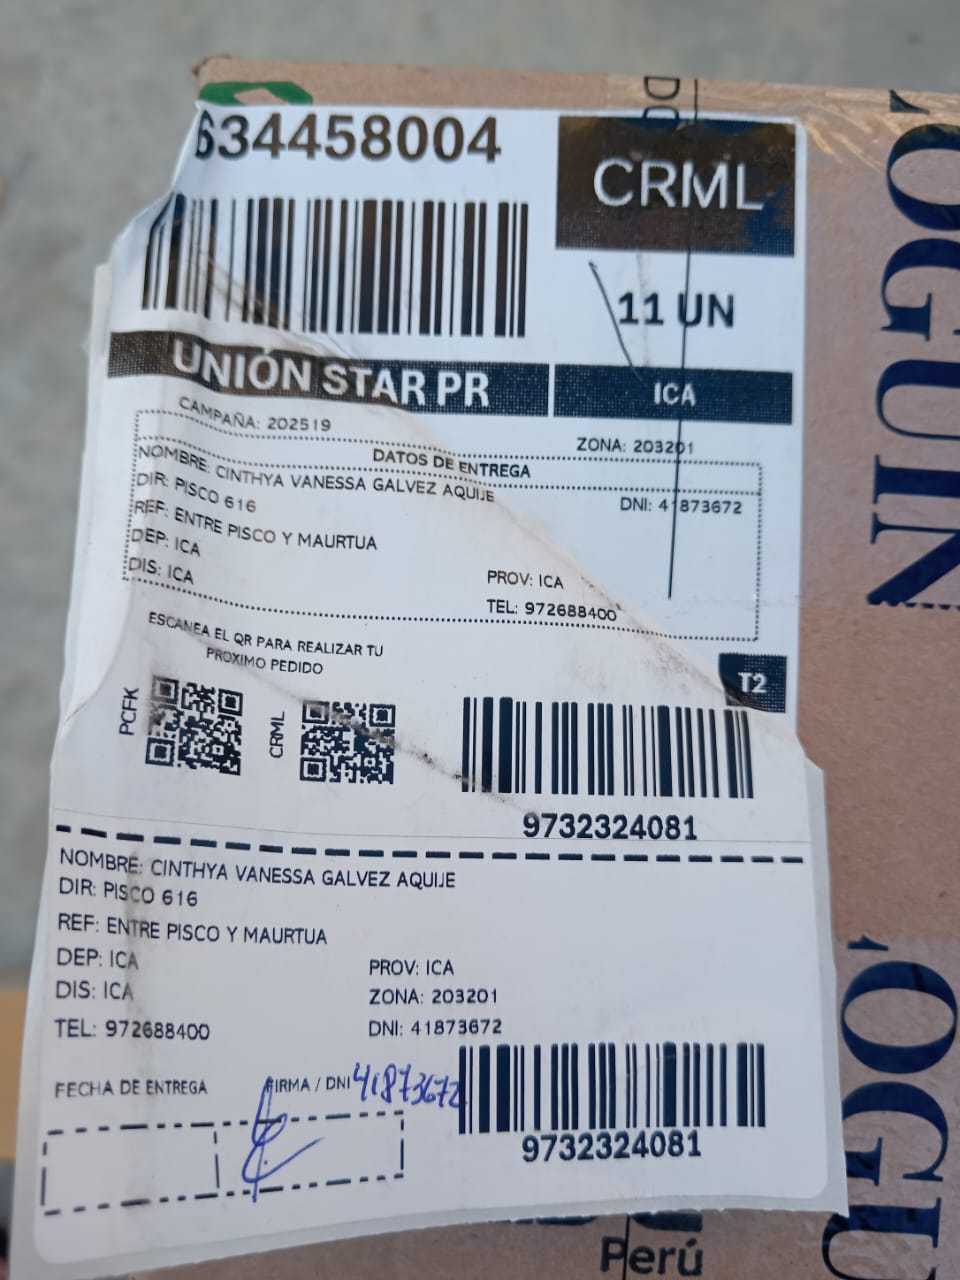 634458004
CRML
11 UN
UNIÓN STAR PR
ICA
CAMPAÑA: 202519
ZONA: 203201
DATOS DE ENTREGA
NOMBRE: CINTHYA VANESSA GALVEZ AQUIJE
DNI: 41873672
DIR: PISCO 616
REF: ENTRE PISCO Y MAURTUA
DEP: ICA
PROV: ICA
DIS: ICA
TEL: 972688400
ESCANEA EL QR PARA REALIZAR TU
PROXIMO PEDIDO
T2
PCFK
CRML
9732324081
NOMBRE: CINTHYA VANESSA GALVEZ AQUIJE
DIR: PISCO 616
REF: ENTRE PISCO Y MAURTUA
DEP: ICA
PROV: ICA
DIS: ICA
ZONA: 203201
TEL: 972688400
DNI: 41873672
FECHA DE ENTREGA
FIRMA / DNI 41873672
9732324081
OGUIN
OGU
Perú